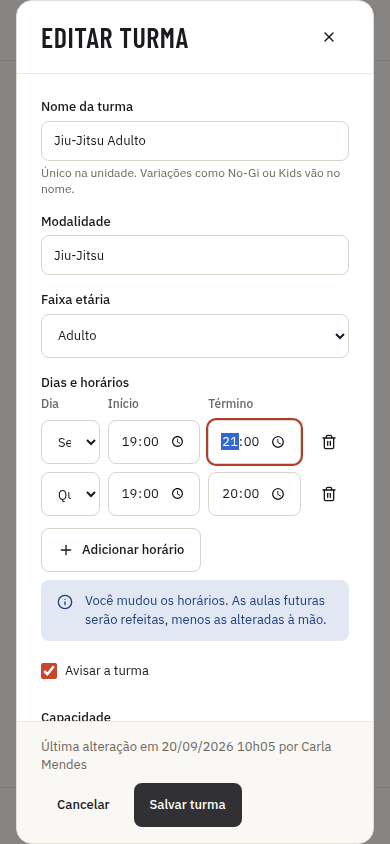 EDITAR TURMA
Nome da turma
Jiu-Jitsu Adulto
Único na unidade. Variações como No-Gi ou Kids vão no
nome.
Modalidade
Jiu-Jitsu
Faixa etária
Adulto
Dias e horários
Dia Início Término
Se 19:00 21:00
Qu 19:00 20:00
Adicionar horário
Você mudou os horários. As aulas futuras
serão refeitas, menos as alteradas à mão.
Avisar a turma
Capacidade
Última alteração em 20/09/2026 10h05 por Carla
Mendes
Cancelar Salvar turma